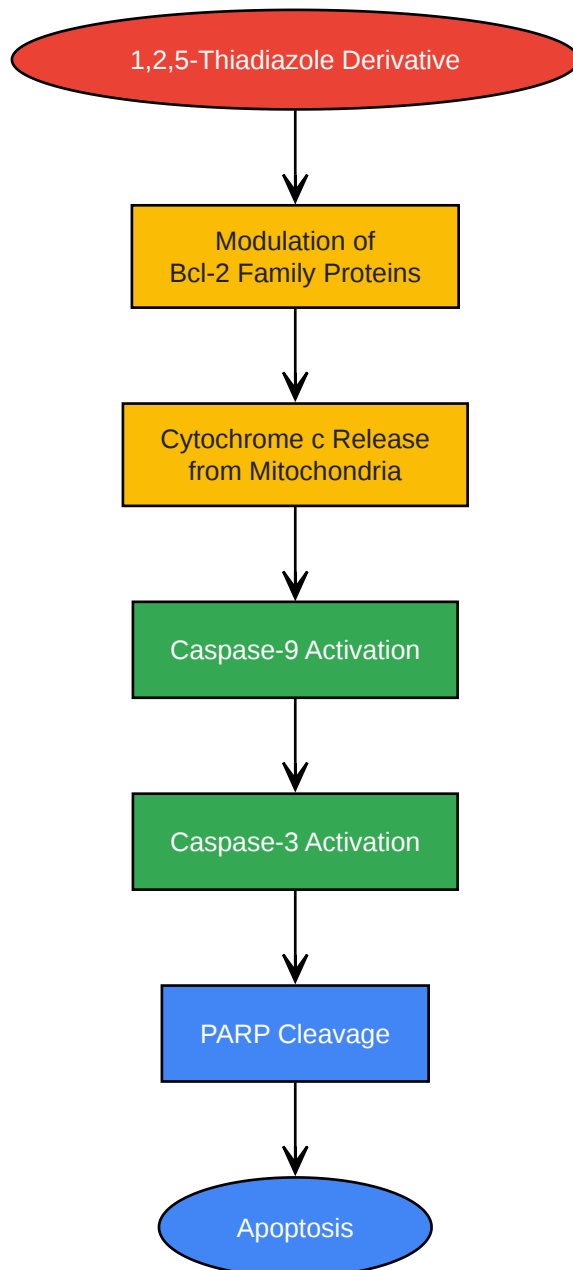 1,2,5-Thiadiazole Derivative
Modulation of
Bcl-2 Family Proteins
Cytochrome c Release
from Mitochondria
Caspase-9 Activation
Caspase-3 Activation
PARP Cleavage
Apoptosis